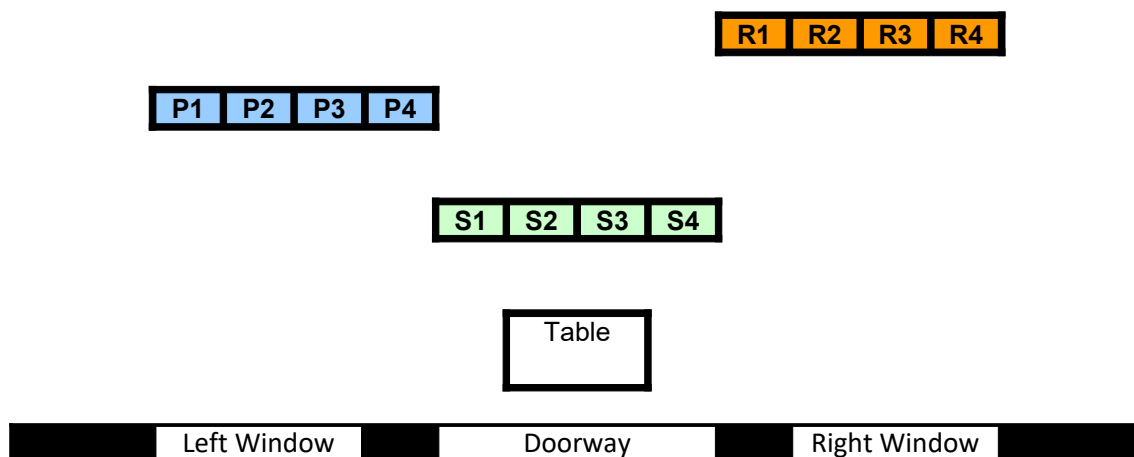 R1 R2 R3 R4
P1 P2 P3 P4
S1 S2 S3 S4
Table
Left Window Doorway Right Window